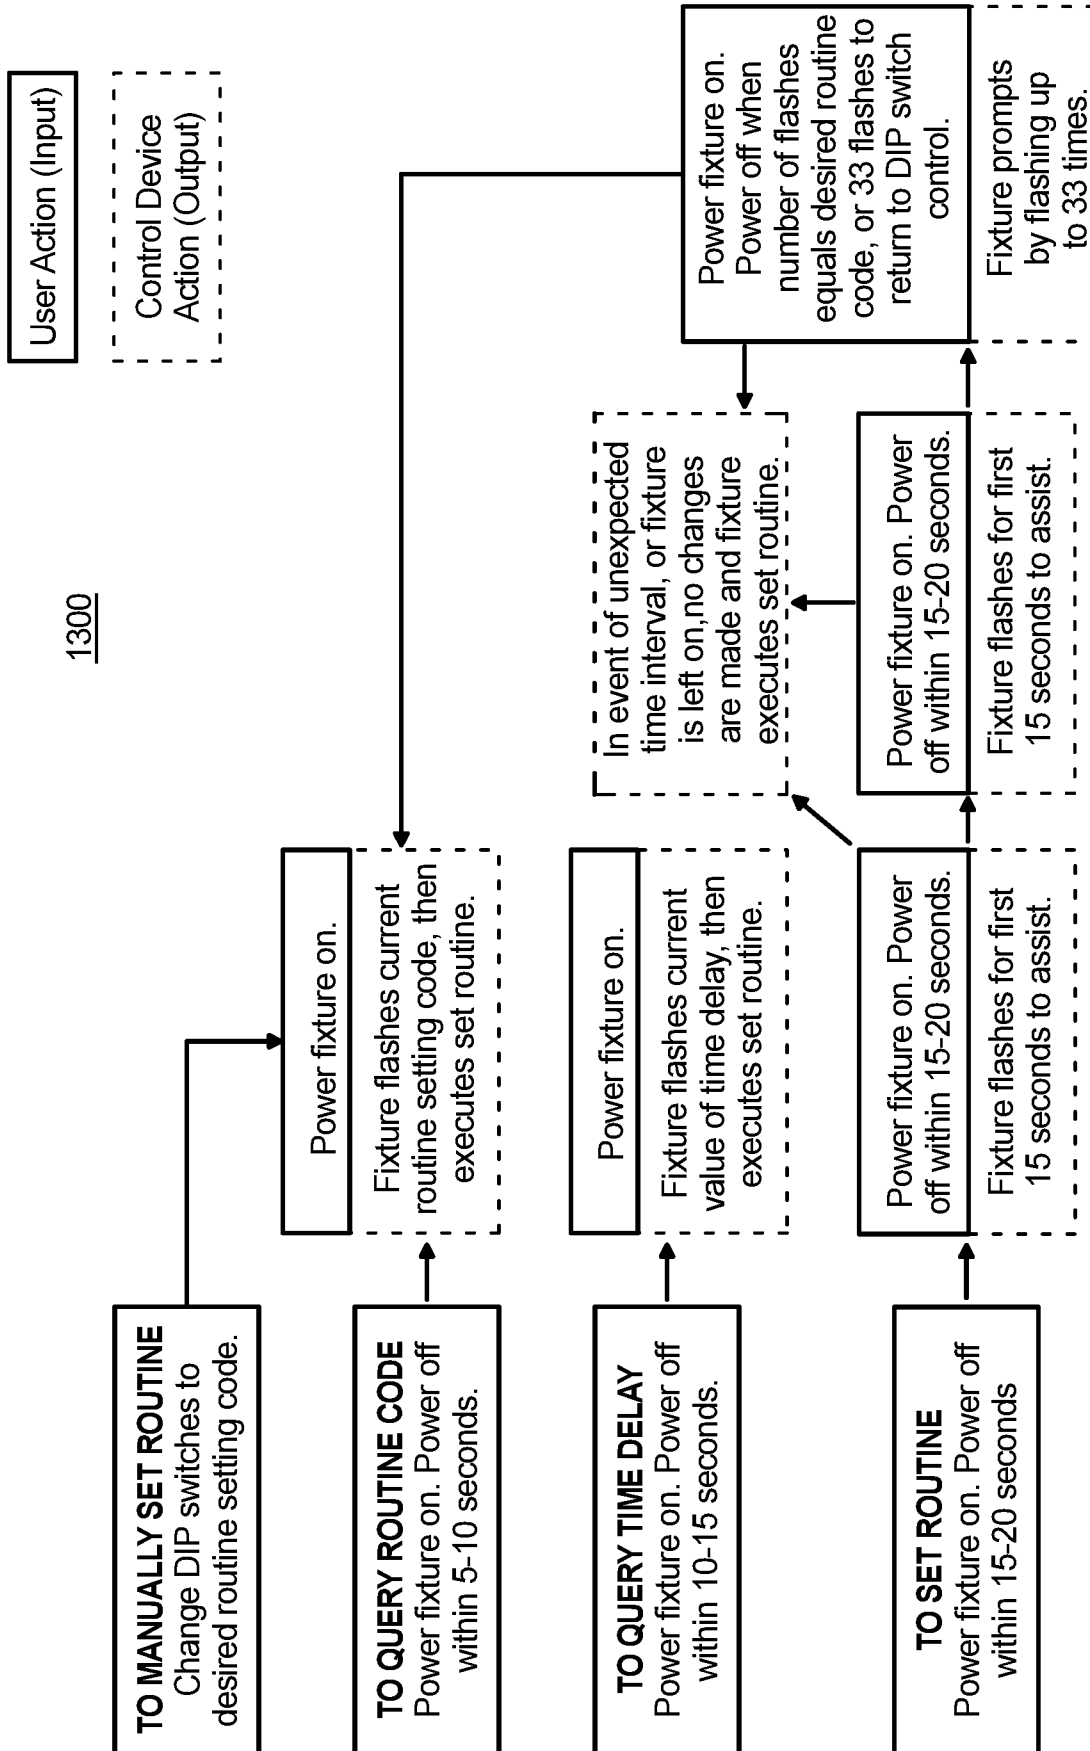 1300
User Action (Input)
Control Device
Action (Output)
TO MANUALLY SET ROUTINE
Change DIP switches to
desired routine setting code.
Power fixture on.
Fixture flashes current
routine setting code, then
executes set routine.
TO QUERY ROUTINE CODE
Power fixture on. Power off
within 5-10 seconds.
TO QUERY TIME DELAY
Power fixture on. Power off
within 10-15 seconds.
Power fixture on.
Fixture flashes current
value of time delay, then
executes set routine.
In event of unexpected
time interval, or fixture
is left on,no changes
are made and fixture
executes set routine.
TO SET ROUTINE
Power fixture on. Power off
within 15-20 seconds
Power fixture on. Power
off within 15-20 seconds.
Fixture flashes for first
15 seconds to assist.
Power fixture on. Power
off within 15-20 seconds.
Fixture flashes for first
15 seconds to assist.
Power fixture on.
Power off when
number of flashes
equals desired routine
code, or 33 flashes to
return to DIP switch
control.
Fixture prompts
by flashing up
to 33 times.